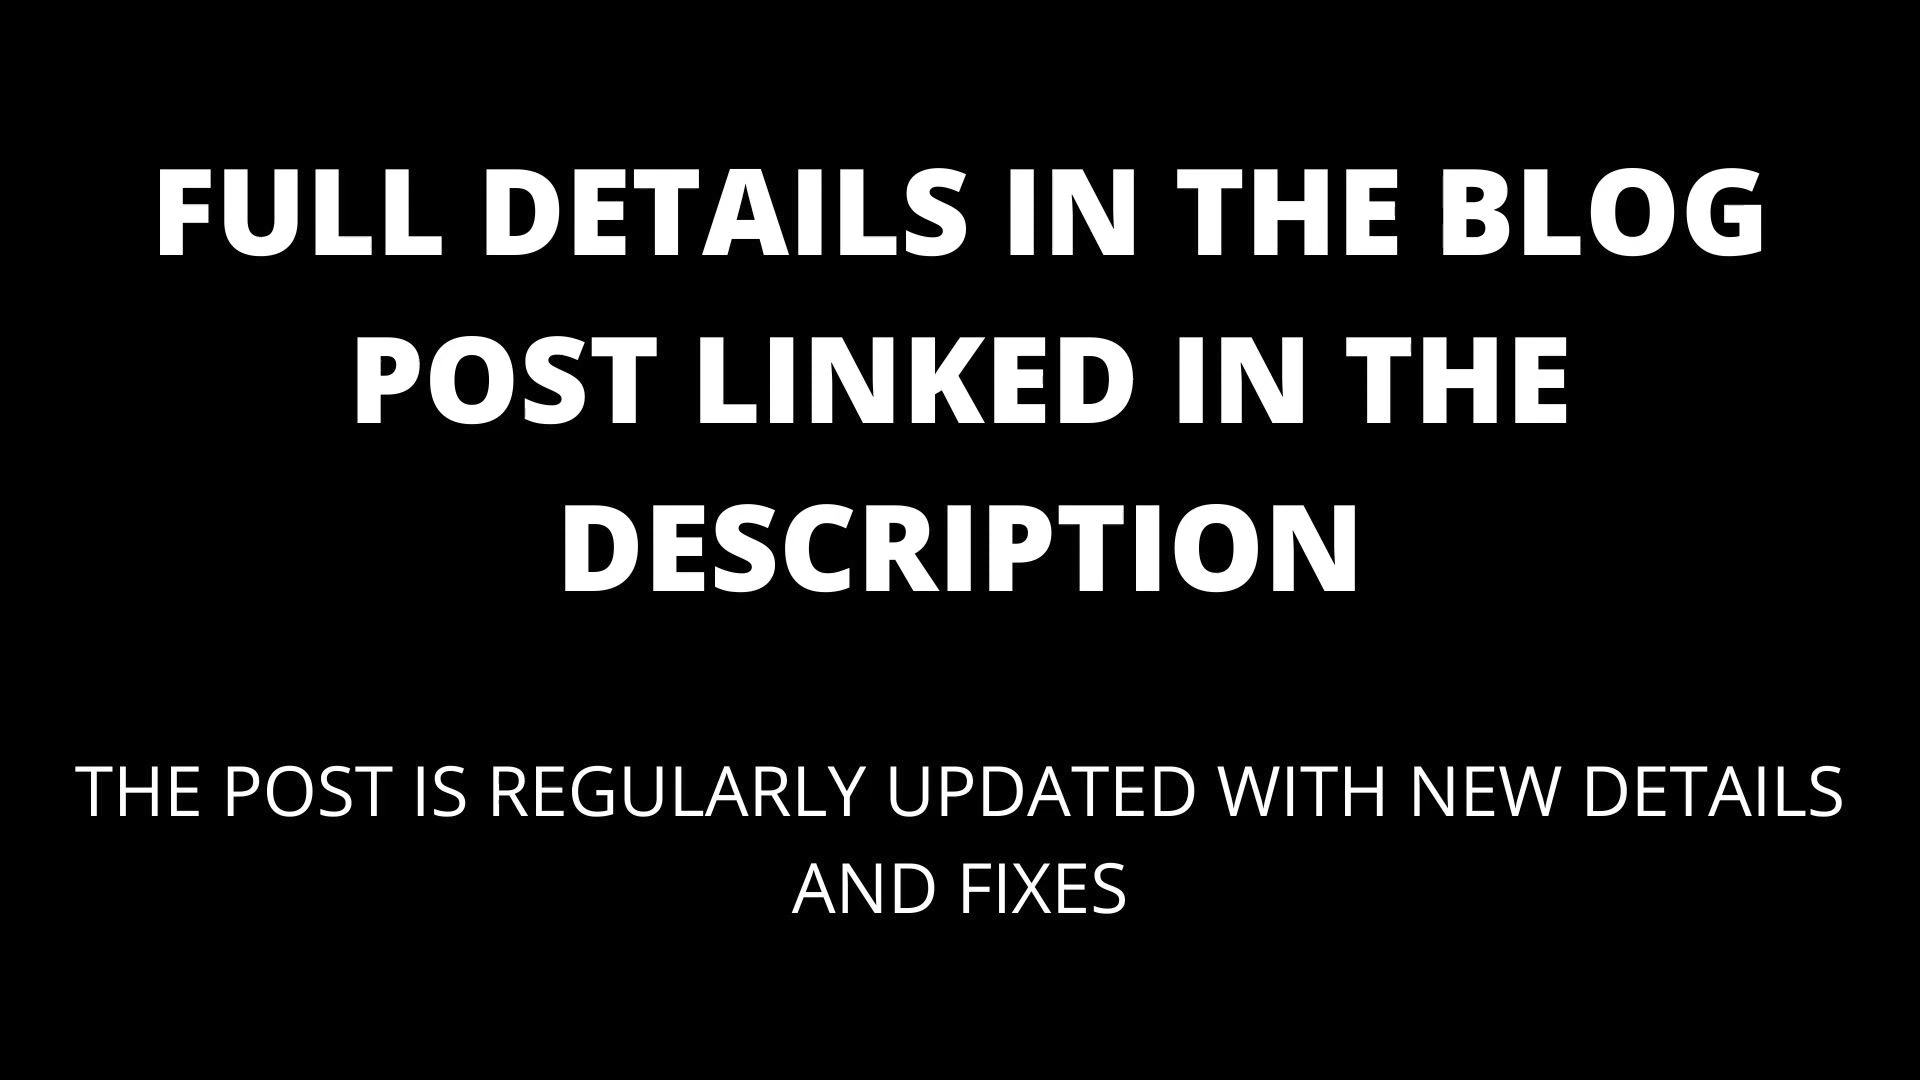 FULL DETAILS IN THE BLOG
POST LINKED IN THE
DESCRIPTION
THE POST IS REGULARLY UPDATED WITH NEW DETAILS
AND FIXES